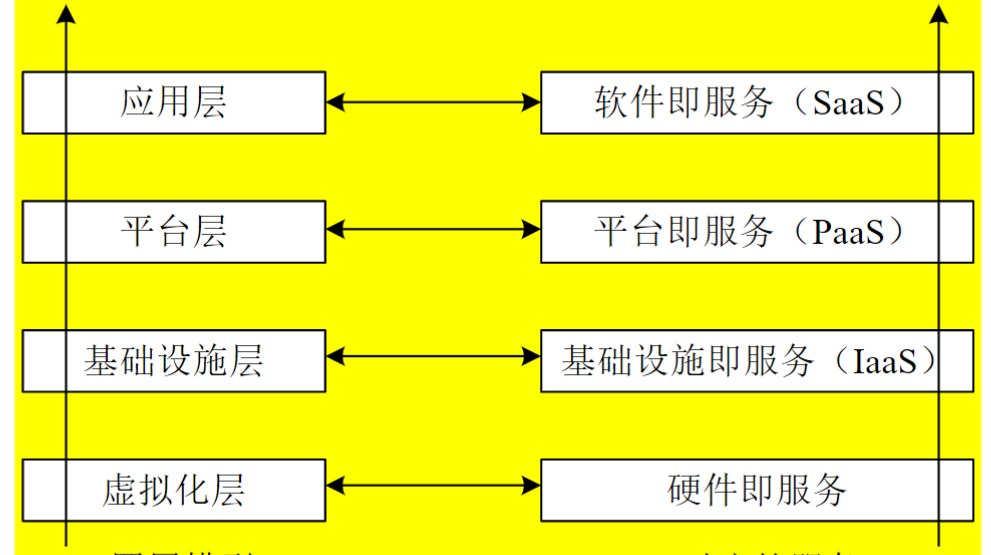 应用层
软件即服务（SaaS）
平台层
平台即服务（PaaS）
基础设施层
基础设施即服务（IaaS）
虚拟化层
硬件即服务